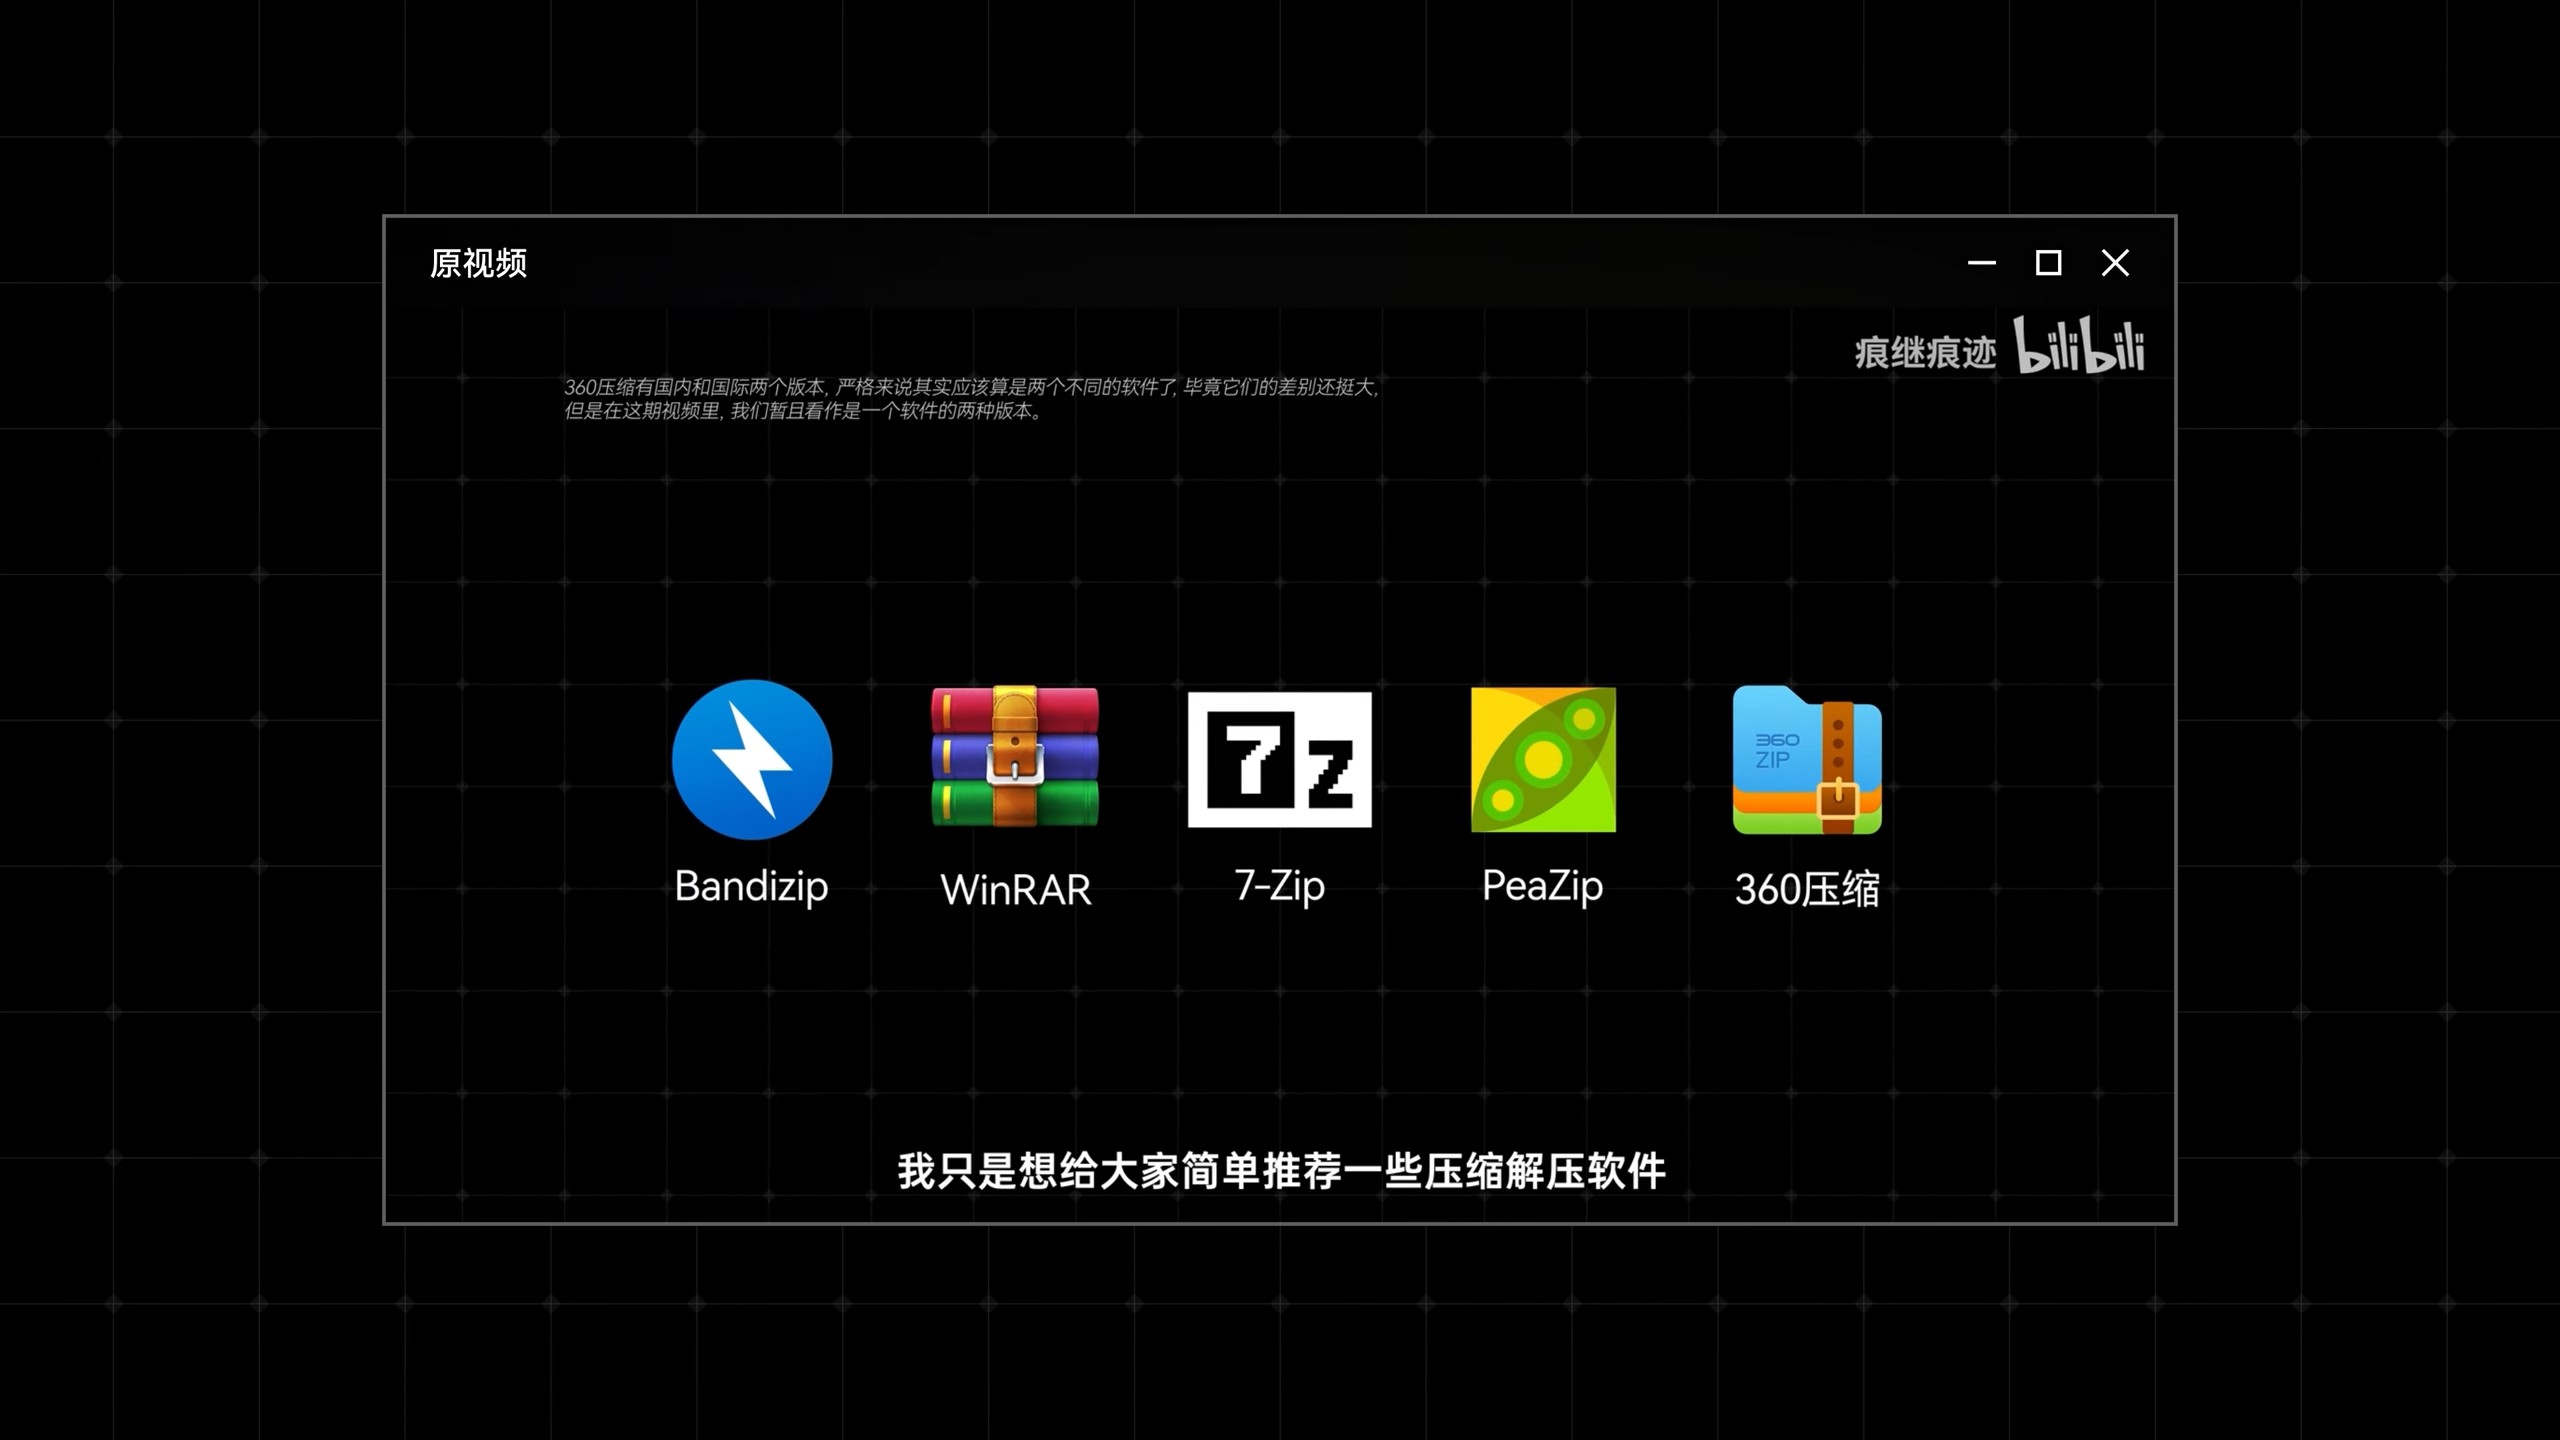 原视频
痕继痕迹 bilibili
360压缩有国内和国际两个版本, 严格来说其实应该算是两个不同的软件了, 毕竟它们的差别还挺大,
但是在这期视频里, 我们暂且看作是一个软件的两种版本。
7z
360
ZIP
Bandizip WinRAR 7-Zip PeaZip 360压缩
我只是想给大家简单推荐一些压缩解压软件